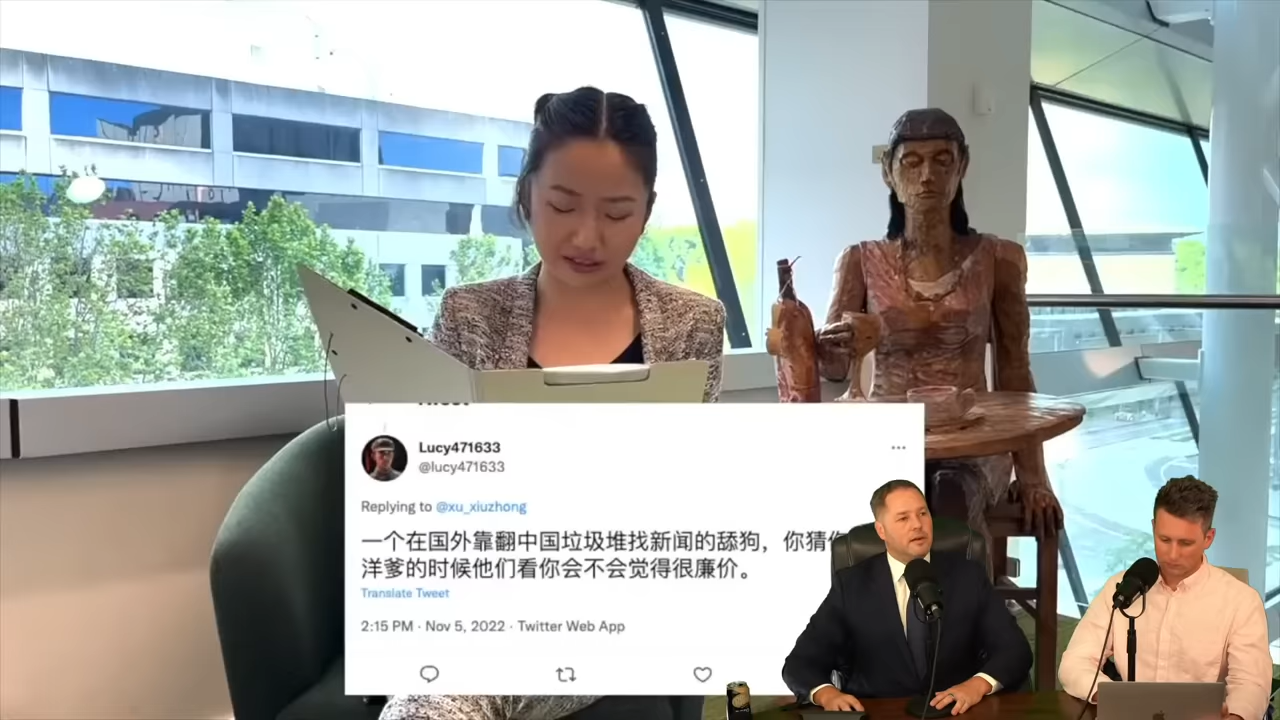 Lucy471633
@lucy471633
Replying to @xu_xiuzhong
一个在国外靠翻中国垃圾堆找新闻的舔狗，你猜
洋爹的时候他们看你会不会觉得很廉价。
Translate Tweet
2:15 PM · Nov 5, 2022 · Twitter Web App